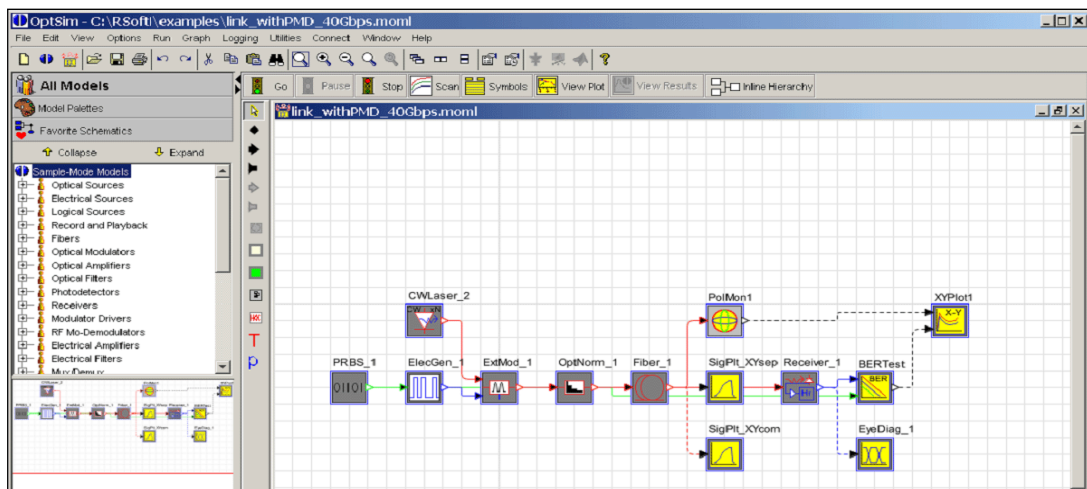 OptSim - C:\RSoft\examples\link_withPMD_40Gbps.moml
File Edit View Options Run Graph Logging Utilities Connect Window Help
All Models
Model Palettes
Favorite Schematics
Collapse Expand
Go Pause Stop Scan Symbols View Plot View Results Inline Hierarchy
link_withPMD_40Gbps.moml
Sample-Mode Models
Optical Sources
Electrical Sources
Logical Sources
Record and Playback
Fibers
Optical Modulators
Optical Amplifiers
Optical Filters
Photodetectors
Receivers
Modulator Drivers
RF Mo-Demodulators
Electrical Amplifiers
Electrical Filters
Mux/Demux
T
p
CWLaser_2 PolMon1 XYPlot1
X-Y
PRBS_1 ElecGen_1 ExtMod_1 OptNorm_1 Fiber_1 SigPlt_XYsep Receiver_1 BERTest
BER
SigPlt_XYcom EyeDiag_1